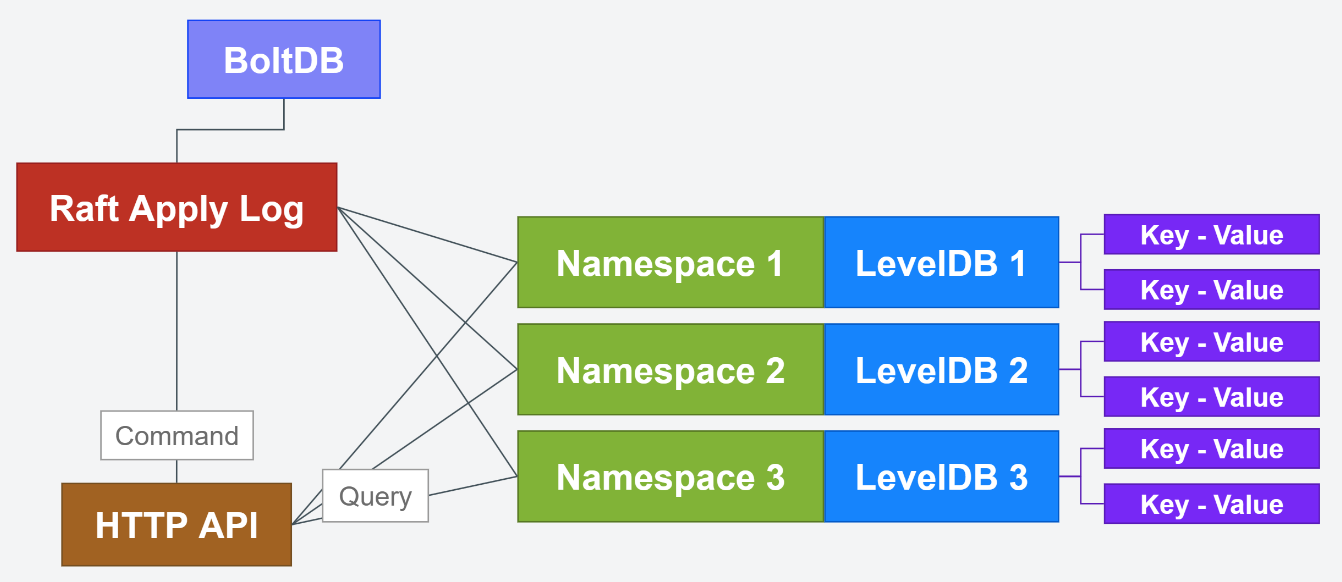 BoltDB
Raft Apply Log
Command
HTTP API
Query
Namespace 1
LevelDB 1
Key - Value
Key - Value
Namespace 2
LevelDB 2
Key - Value
Key - Value
Namespace 3
LevelDB 3
Key - Value
Key - Value